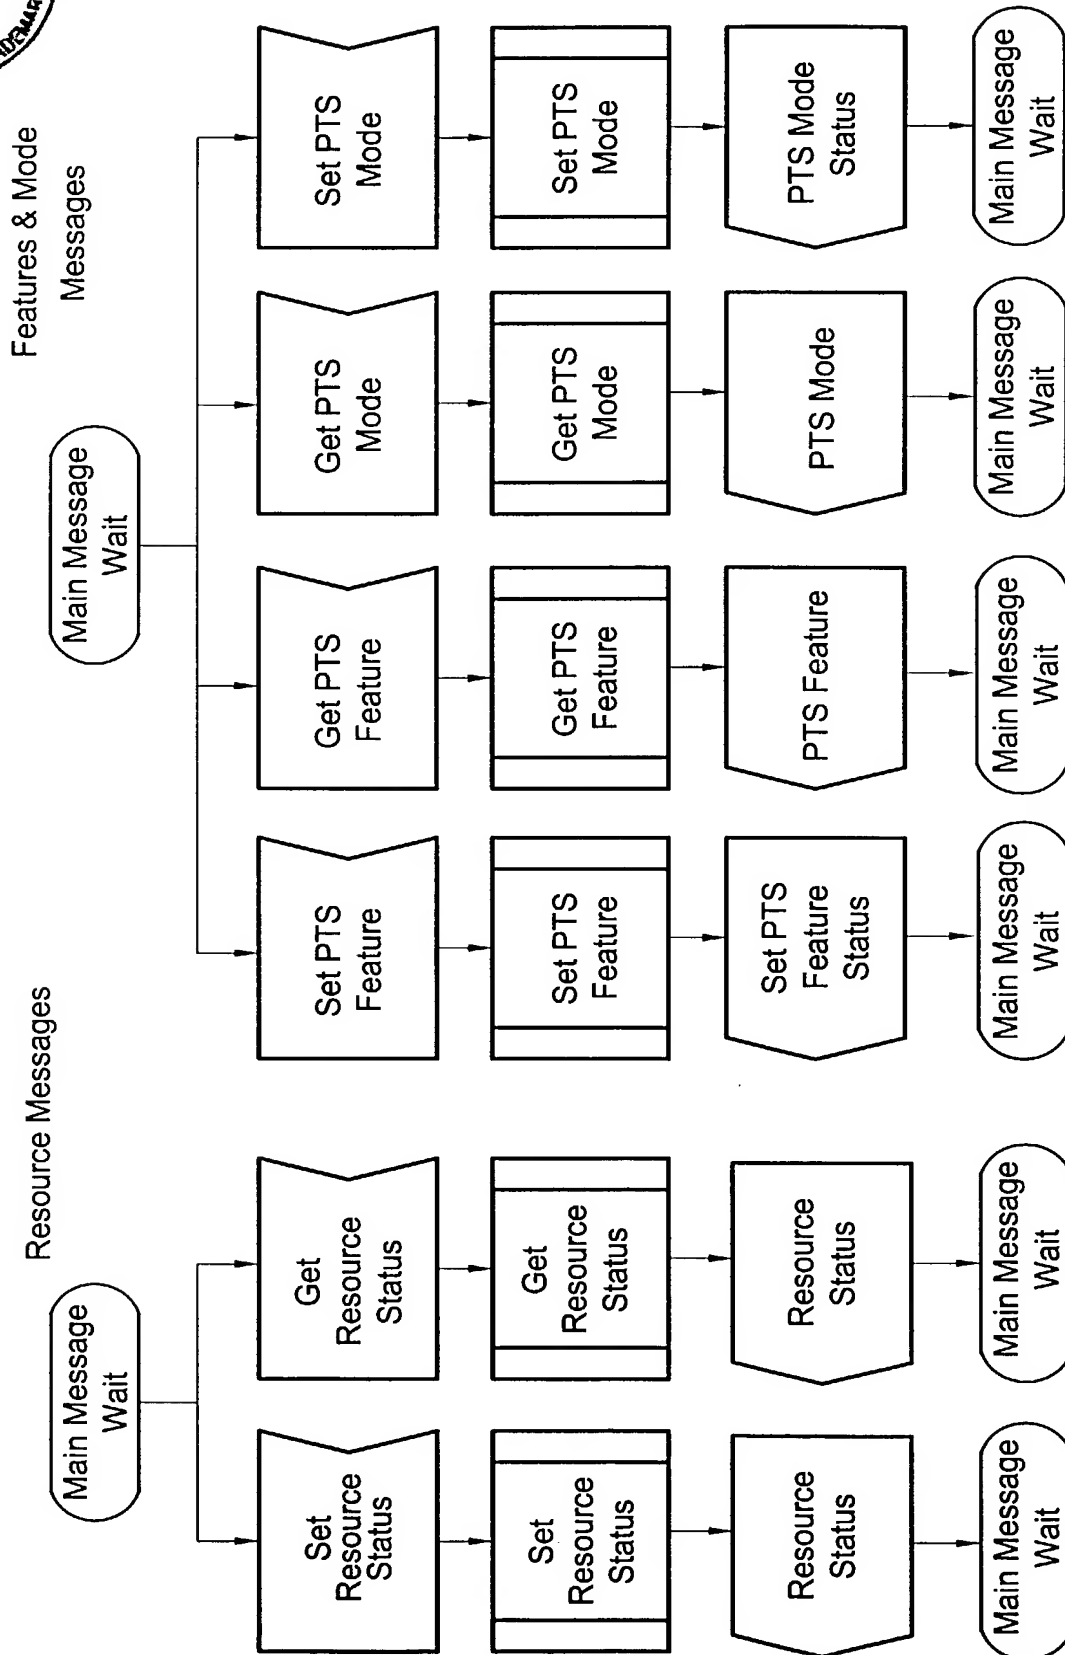 Resource Messages
Main Message
Wait
Set
Resource
Status
Set
Resource
Status
Resource
Status
Main Message
Wait
Get
Resource
Status
Get
Resource
Status
Resource
Status
Main Message
Wait
Features & Mode
Messages
Main Message
Wait
Set PTS
Feature
Set PTS
Feature
Set PTS
Feature
Status
Main Message
Wait
Get PTS
Feature
Get PTS
Feature
PTS Feature
Main Message
Wait
Get PTS
Mode
Get PTS
Mode
PTS Mode
Main Message
Wait
Set PTS
Mode
Set PTS
Mode
PTS Mode
Status
Main Message
Wait